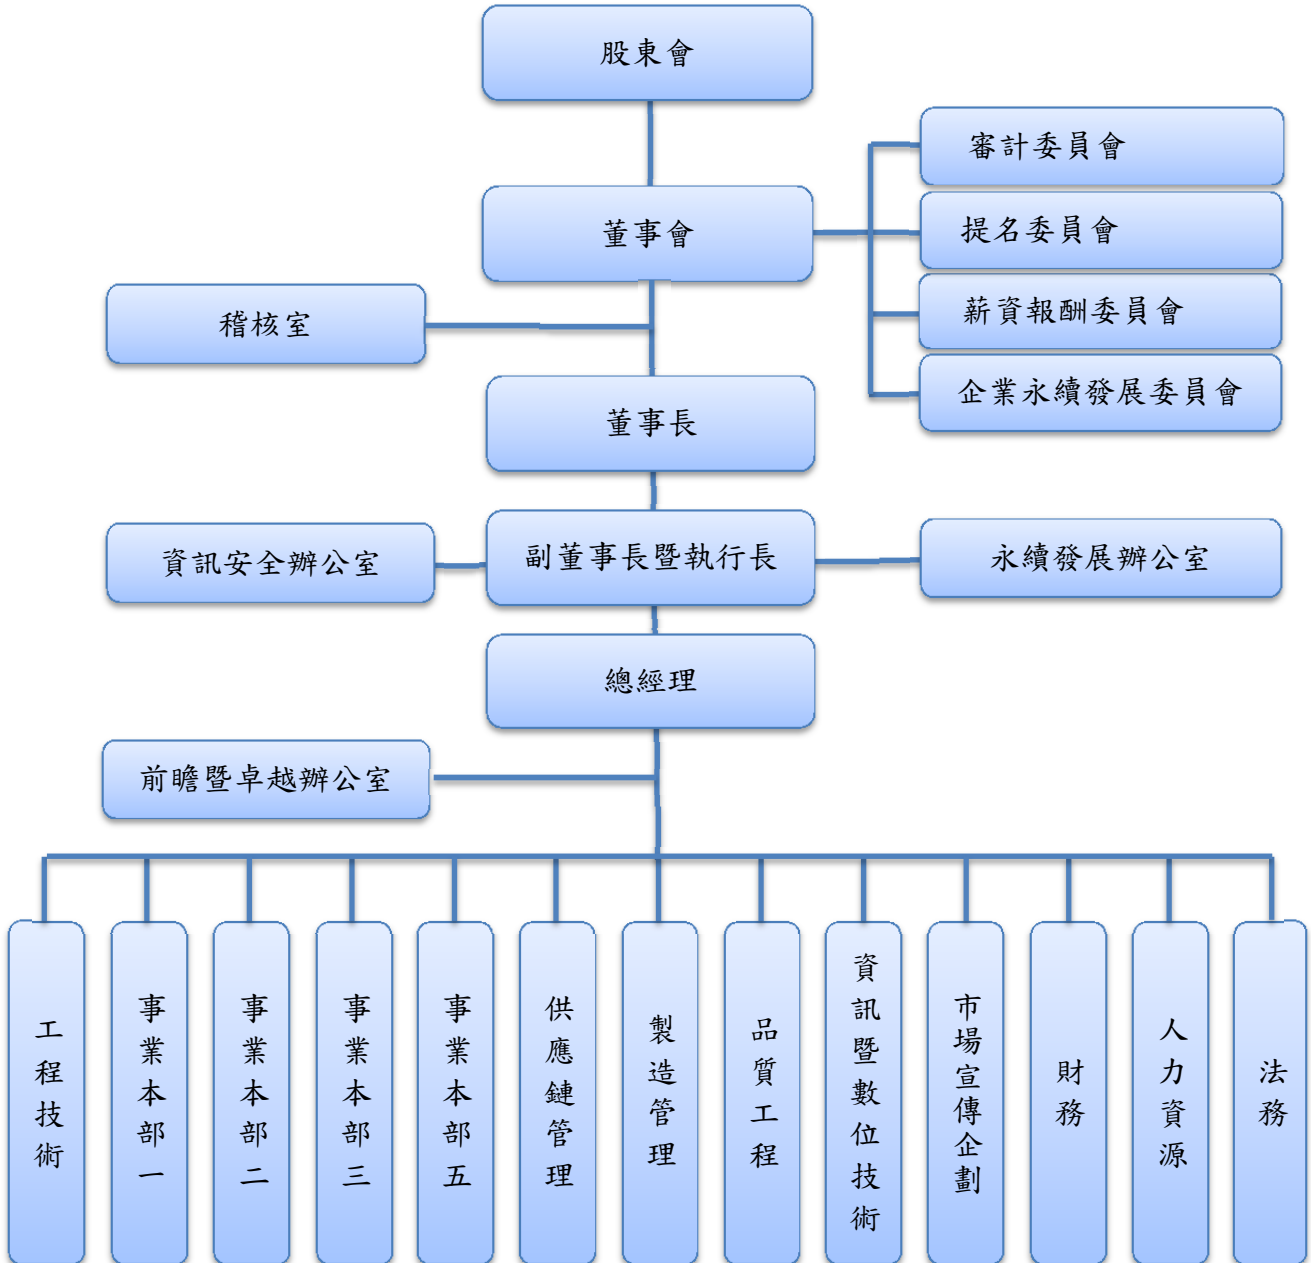 股東會
審計委員會
董事會
提名委員會
稽核室
薪資報酬委員會
企業永續發展委員會
董事長
資訊安全辦公室
副董事長暨執行長
永續發展辦公室
總經理
前瞻暨卓越辦公室
工程技術
事業本部一
事業本部二
事業本部三
事業本部五
供應鏈管理
製造管理
品質工程
資訊暨數位技術
市場宣傳企劃
財務
人力資源
法務